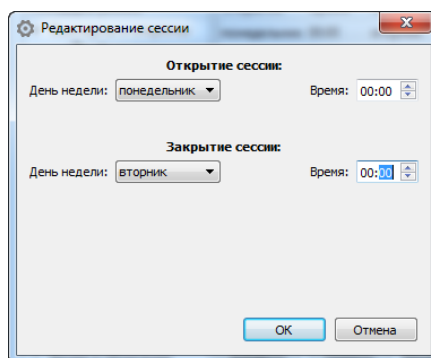 Редактирование сессии
Открытие сессии:
День недели: понедельник Время: 00:00
Закрытие сессии:
День недели: вторник Время: 00:00
OK Отмена